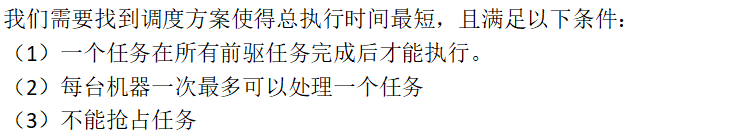 我们需要找到调度方案使得总执行时间最短，且满足以下条件：
（1）一个任务在所有前驱任务完成后才能执行。
（2）每台机器一次最多可以处理一个任务
（3）不能抢占任务